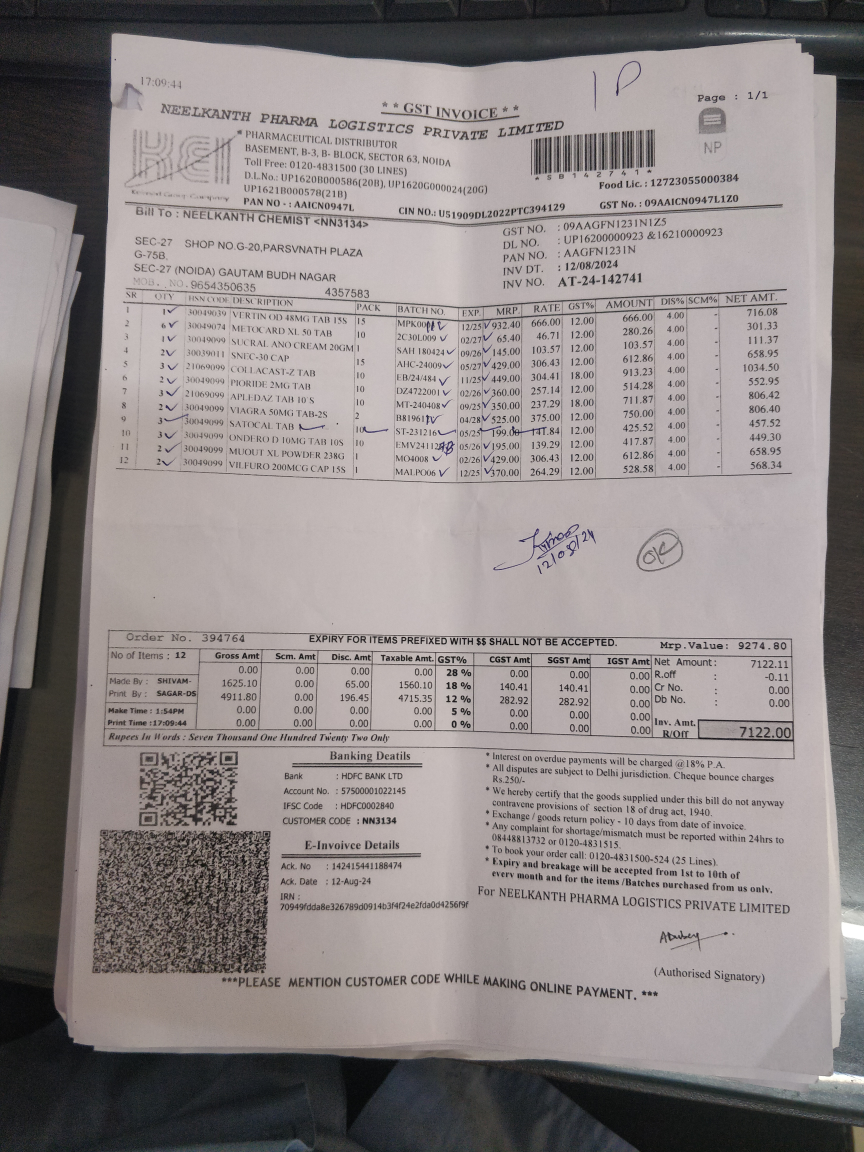 17:09:44
1 P
* * GST INVOICE * *
Page : 1/1
NEELKANTH PHARMA LOGISTICS PRIVATE LIMITED
KEI
* PHARMACEUTICAL DISTRIBUTOR
NP
BASEMENT, B-3, B- BLOCK, SECTOR 63, NOIDA
Toll Free: 0120-4831500 (30 LINES)
*SB142741*
D.L.No.: UP1620B000586(20B), UP1620G000024(20G)
UP1621B000578(21B)
Food Lic. : 12723055000384
PAN NO - : AAICN0947L
CIN NO.: U51909DL2022PTC394129
GST No. : 09AAICN0947L1Z0
Bill To : NEELKANTH CHEMIST <NN3134>
GST NO. : 09AAGFN1231N1Z5
SEC-27 SHOP NO.G-20,PARSVNATH PLAZA
DL NO. : UP16200000923 &16210000923
G-75B,
PAN NO. : AAGFN1231N
SEC-27 (NOIDA) GAUTAM BUDH NAGAR
INV DT. : 12/08/2024
MOB. NO. 9654350635 4357583
INV NO. AT-24-142741
SR QTY HSN CODE DESCRIPTION PACK BATCH NO. EXP. MRP. RATE GST% AMOUNT DIS% SCM% NET AMT.
1 1 30049039 VERTIN OD 48MG TAB 15S 15 12/25 932.40 666.00 12.00 666.00 4.00 - 716.08
2 6 30049074 METOCARD XL 50 TAB 10 2C30L009 02/27 65.40 46.71 12.00 280.26 4.00 - 301.33
3 1 30049099 SUCRAL ANO CREAM 20GM 1 SAH 180424 09/26 145.00 103.57 12.00 103.57 4.00 - 111.37
4 2 30039011 SNEC-30 CAP 15 AHC-24009 05/27 429.00 306.43 12.00 612.86 4.00 - 658.95
5 3 21069099 COLLACAST-Z TAB 10 EB/24/484 11/25 449.00 304.41 18.00 913.23 4.00 - 1034.50
6 2 30049099 PIORIDE 2MG TAB 10 DZ4722001 02/26 360.00 257.14 12.00 514.28 4.00 - 552.95
7 3 21069099 APLEDAZ TAB 10'S 10 MT-240408 09/25 350.00 237.29 18.00 711.87 4.00 - 806.42
8 2 30049099 VIAGRA 50MG TAB-2S 2 04/28 525.00 375.00 12.00 750.00 4.00 - 806.40
9 3 30049099 SATOCAL TAB 10 ST-231216 05/25 199.00 141.84 12.00 425.52 4.00 - 457.52
10 3 30049099 ONDERO D 10MG TAB 10S 10 05/26 195.00 139.29 12.00 417.87 4.00 - 449.30
11 2 30049099 MUOUT XL POWDER 238G 1 MO4008 02/26 429.00 306.43 12.00 612.86 4.00 - 658.95
12 2 30049099 VILFURO 200MCG CAP 15S 1 MALPO06 12/25 370.00 264.29 12.00 528.58 4.00 - 568.34
12/08/24
OK
Order No. 394764 EXPIRY FOR ITEMS PREFIXED WITH $$ SHALL NOT BE ACCEPTED. Mrp.Value: 9274.80
No of Items : 12 Gross Amt Scm. Amt Disc. Amt Taxable Amt. GST% CGST Amt SGST Amt IGST Amt Net Amount : 7122.11
0.00 0.00 0.00 0.00 28 % 0.00 0.00 0.00 R.off : -0.11
Made By : SHIVAM- 1625.10 0.00 65.00 1560.10 18 % 140.41 140.41 0.00 Cr No. : 0.00
Print By : SAGAR-DS 4911.80 0.00 196.45 4715.35 12 % 282.92 282.92 0.00 Db No. : 0.00
Make Time : 1:54PM 0.00 0.00 0.00 0.00 5 % 0.00 0.00 0.00
Print Time :17:09:44 0.00 0.00 0.00 0.00 0 % 0.00 0.00 0.00 Inv. Amt. R/Off 7122.00
Rupees In Words : Seven Thousand One Hundred Twenty Two Only
Banking Deatils
Bank : HDFC BANK LTD
Account No. : 57500001022145
IFSC Code : HDFC0002840
CUSTOMER CODE : NN3134
E-Invoivce Details
Ack. No : 142415441188474
Ack. Date : 12-Aug-24
IRN :
70949fdda8e326789d0914b3f4f24e2fda0d4256f9f
* Interest on overdue payments will be charged @18% P.A.
* All disputes are subject to Delhi jurisdiction. Cheque bounce charges
Rs.250/-
* We hereby certify that the goods supplied under this bill do not anyway
contravene provisions of section 18 of drug act, 1940.
* Exchange / goods return policy - 10 days from date of invoice.
* Any complaint for shortage/mismatch must be reported within 24hrs to
08448813732 or 0120-4831515.
* To book your order call: 0120-4831500-524 (25 Lines).
* Expiry and breakage will be accepted from 1st to 10th of
every month and for the items /Batches purchased from us only.
For NEELKANTH PHARMA LOGISTICS PRIVATE LIMITED
(Authorised Signatory)
***PLEASE MENTION CUSTOMER CODE WHILE MAKING ONLINE PAYMENT. ***